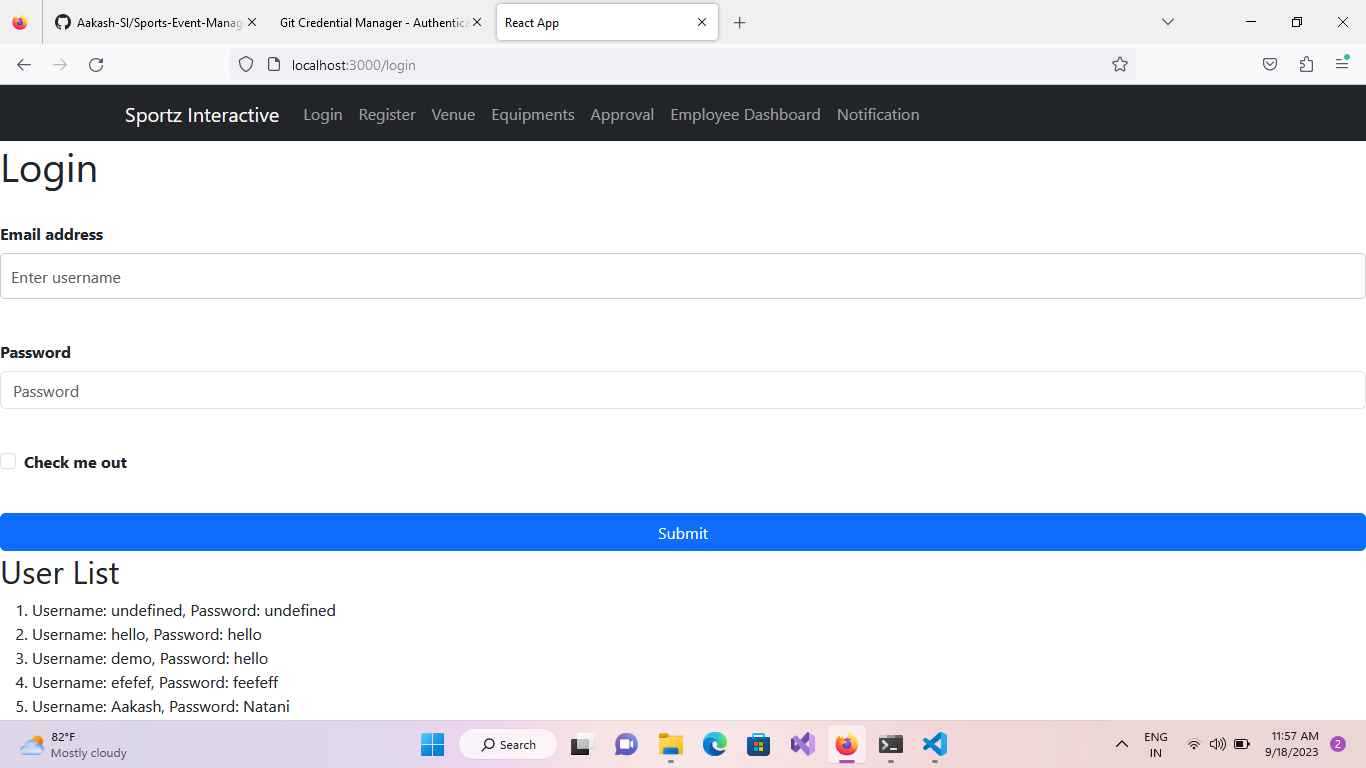 Aakash-SI/Sports-Event-Manag
Git Credential Manager - Authentica
React App
localhost:3000/login
Sportz Interactive Login Register Venue Equipments Approval Employee Dashboard Notification
Login
Email address
Enter username
Password
Password
Check me out
Submit
User List
1. Username: undefined, Password: undefined
2. Username: hello, Password: hello
3. Username: demo, Password: hello
4. Username: efefef, Password: feefeff
5. Username: Aakash, Password: Natani
82°F
Mostly cloudy
Search
ENG
IN
11:57 AM
9/18/2023
2